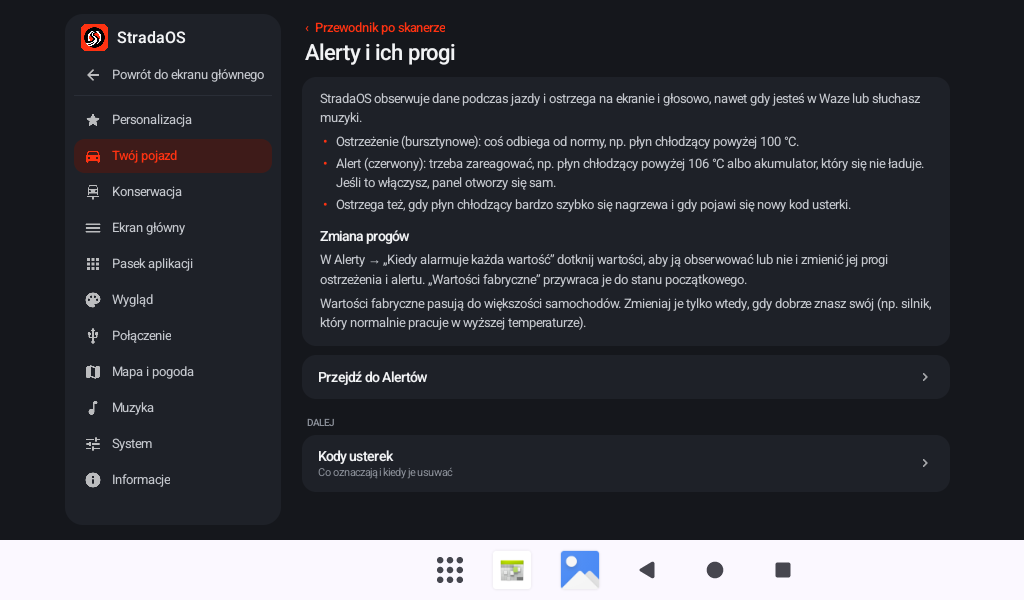 StradaOS
Powrót do ekranu głównego
Personalizacja
Twój pojazd
Konserwacja
Ekran główny
Pasek aplikacji
Wygląd
Połączenie
Mapa i pogoda
Muzyka
System
Informacje
‹ Przewodnik po skanerze
Alerty i ich progi
StradaOS obserwuje dane podczas jazdy i ostrzega na ekranie i głosowo, nawet gdy jesteś w Waze lub słuchasz
muzyki.
• Ostrzeżenie (bursztynowe): coś odbiega od normy, np. płyn chłodzący powyżej 100 °C.
• Alert (czerwony): trzeba zareagować, np. płyn chłodzący powyżej 106 °C albo akumulator, który się nie ładuje.
Jeśli to włączysz, panel otworzy się sam.
• Ostrzega też, gdy płyn chłodzący bardzo szybko się nagrzewa i gdy pojawi się nowy kod usterki.
Zmiana progów
W Alerty → „Kiedy alarmuje każda wartość” dotknij wartości, aby ją obserwować lub nie i zmienić jej progi
ostrzeżenia i alertu. „Wartości fabryczne” przywraca je do stanu początkowego.
Wartości fabryczne pasują do większości samochodów. Zmieniaj je tylko wtedy, gdy dobrze znasz swój (np. silnik,
który normalnie pracuje w wyższej temperaturze).
Przejdź do Alertów
DALEJ
Kody usterek
Co oznaczają i kiedy je usuwać